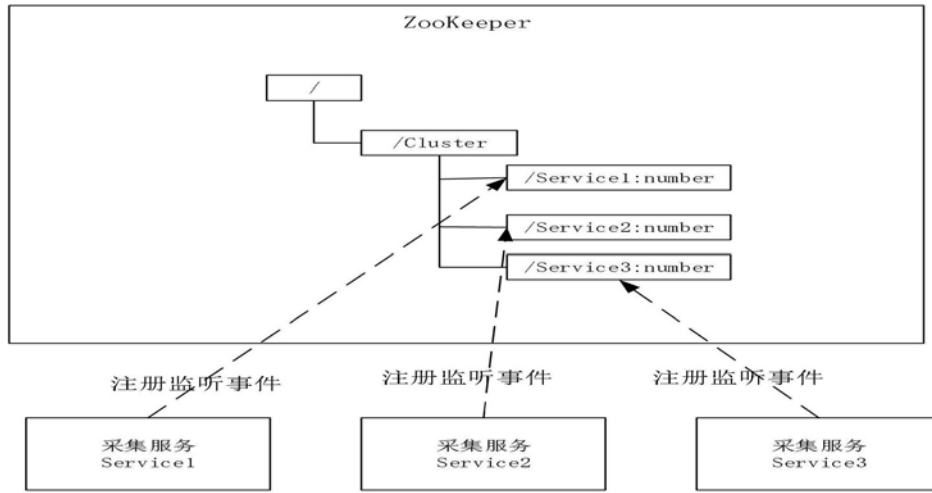 ZooKeeper
/
/Cluster
/Service1:number
/Service2:number
/Service3:number
注册监听事件
注册监听事件
注册监听事件
采集服务
Service1
采集服务
Service2
采集服务
Service3